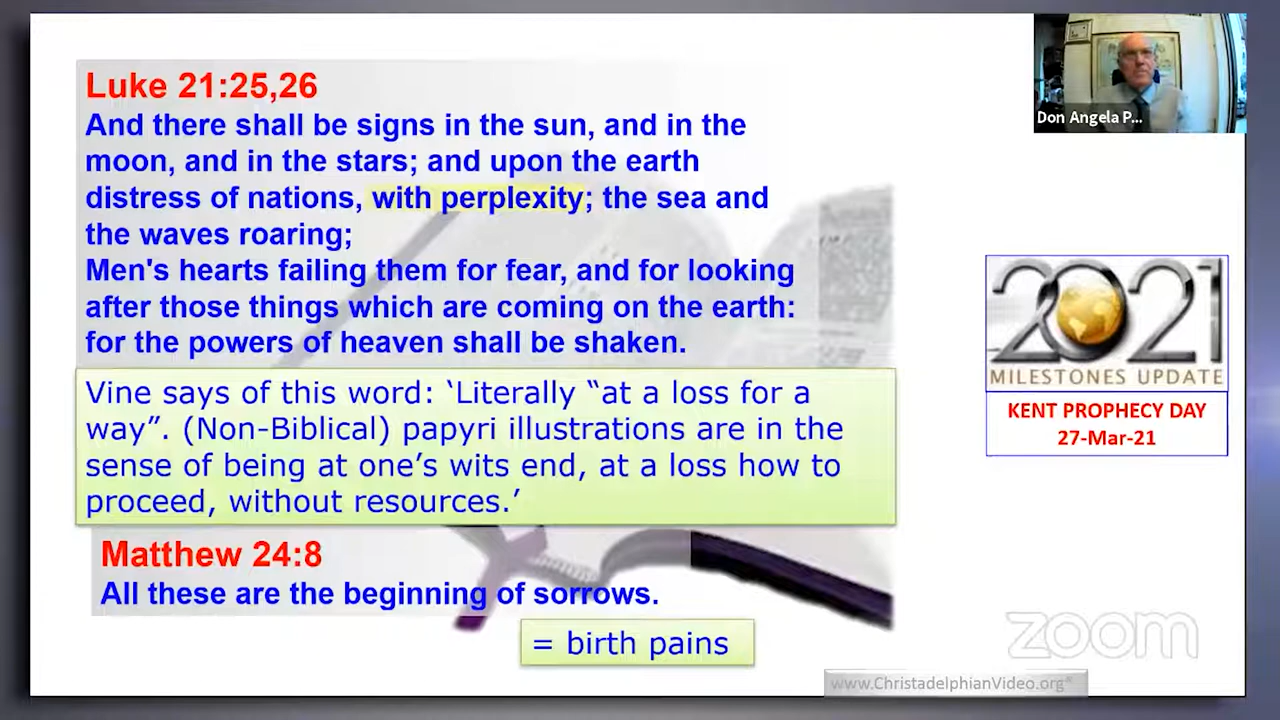 Luke 21:25,26
And there shall be signs in the sun, and in the
moon, and in the stars; and upon the earth
distress of nations, with perplexity; the sea and
the waves roaring;
Men's hearts failing them for fear, and for looking
after those things which are coming on the earth:
for the powers of heaven shall be shaken.
Vine says of this word: ‘Literally “at a loss for a
way”. (Non-Biblical) papyri illustrations are in the
sense of being at one’s wits end, at a loss how to
proceed, without resources.’
Matthew 24:8
All these are the beginning of sorrows.
= birth pains
Don Angela P...
2021
MILESTONES UPDATE
KENT PROPHECY DAY
27-Mar-21
zoom
www.ChristadelphianVideo.org®